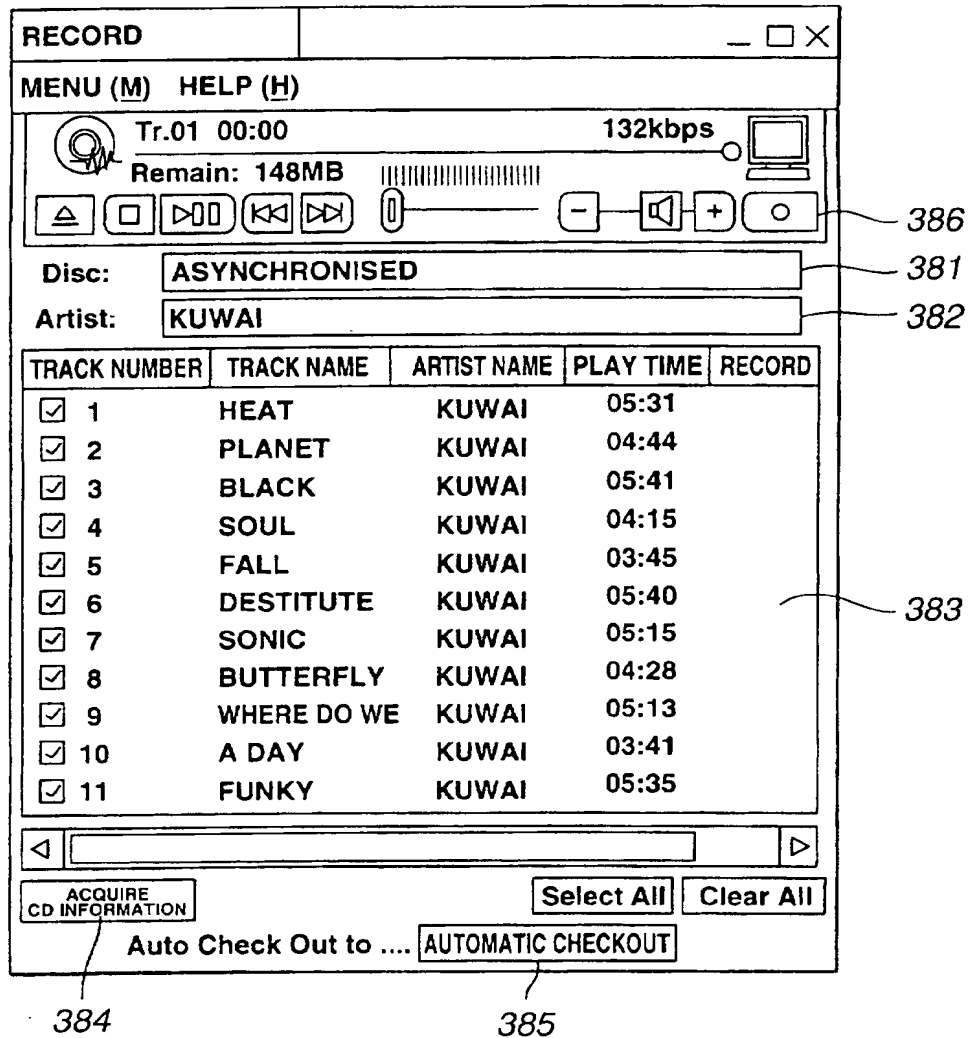 RECORD
MENU (M) HELP (H)
Tr.01 00:00 132kbps
Remain: 148MB
386
Disc: ASYNCHRONISED 381
Artist: KUWAI 382
TRACK NUMBER TRACK NAME ARTIST NAME PLAY TIME RECORD
1 HEAT KUWAI 05:31
2 PLANET KUWAI 04:44
3 BLACK KUWAI 05:41
4 SOUL KUWAI 04:15
5 FALL KUWAI 03:45
6 DESTITUTE KUWAI 05:40
383
7 SONIC KUWAI 05:15
8 BUTTERFLY KUWAI 04:28
9 WHERE DO WE KUWAI 05:13
10 A DAY KUWAI 03:41
11 FUNKY KUWAI 05:35
ACQUIRE
CD INFORMATION
Select All Clear All
Auto Check Out to .... AUTOMATIC CHECKOUT
384 385